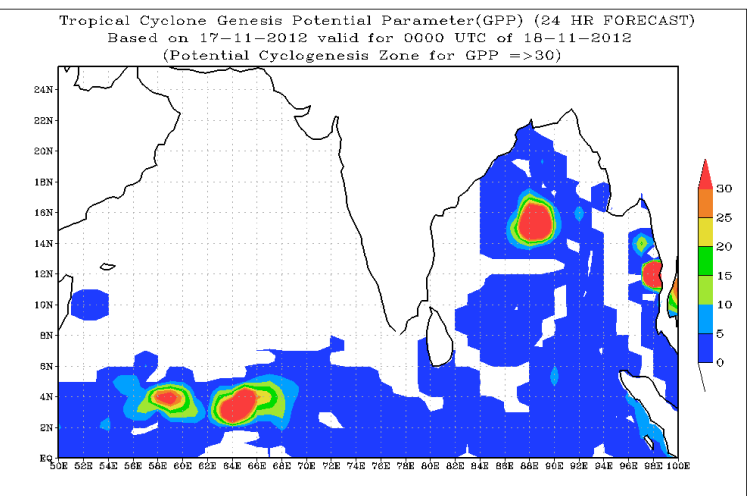 Tropical Cyclone Genesis Potential Parameter(GPP) (24 HR FORECAST)
Based on 17-11-2012 valid for 0000 UTC of 18-11-2012
(Potential Cyclogenesis Zone for GPP =>30)
24N
22N
20N
18N
16N
14N
12N
10N
8N
6N
4N
2N
EQ
50E 52E 54E 56E 58E 60E 62E 64E 66E 68E 70E 72E 74E 76E 78E 80E 82E 84E 86E 88E 90E 92E 94E 96E 98E 100E
30
25
20
15
10
5
0